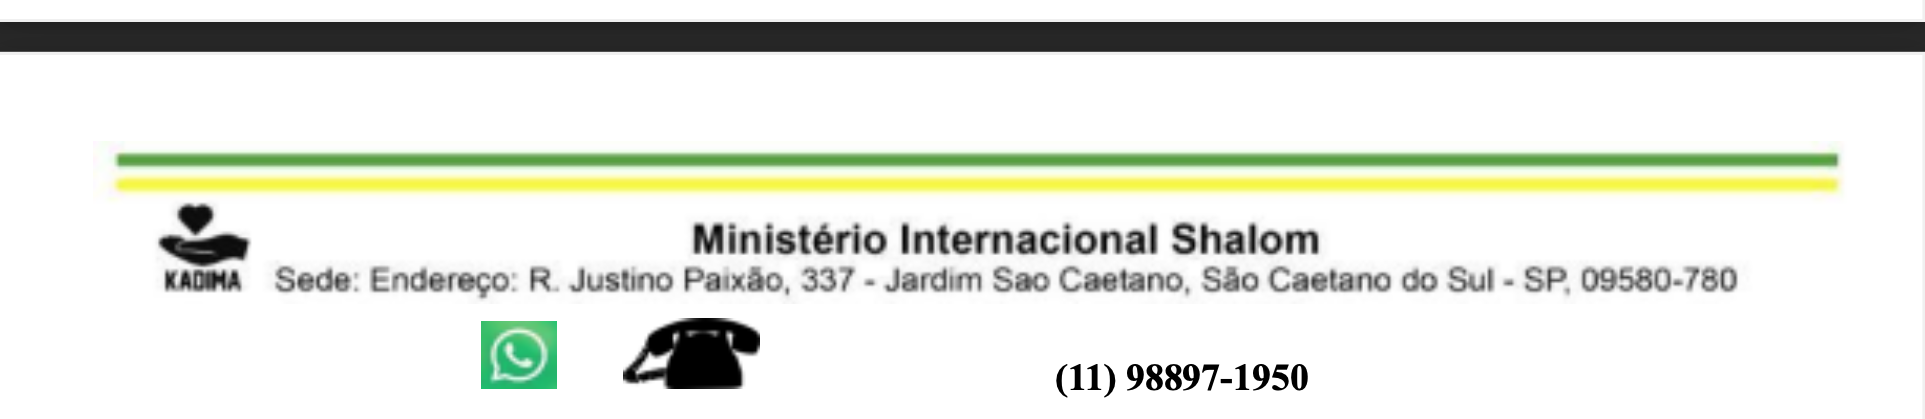 Ministério Internacional Shalom
KADIMA
Sede: Endereço: R. Justino Paixão, 337 - Jardim Sao Caetano, São Caetano do Sul - SP, 09580-780
(11) 98897-1950